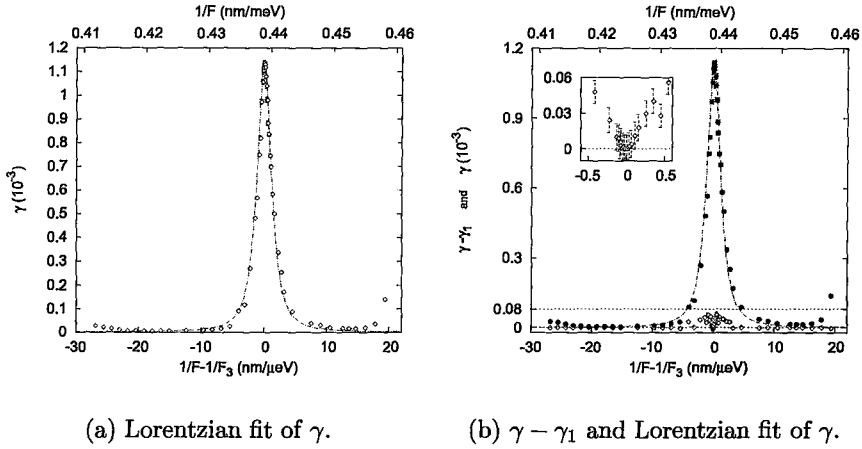 1/F (nm/meV)
0.41 0.42 0.43 0.44 0.45 0.46
1.2
1.1
1
0.9
0.8
0.7
0.6
0.5
0.4
0.3
0.2
0.1
0
γ (10⁻³)
-30 -20 -10 0 10 20
1/F-1/F₃ (nm/μeV)
(a) Lorentzian fit of γ.
1/F (nm/meV)
0.41 0.42 0.43 0.44 0.45 0.46
1.2
0.9
0.6
0.3
0.08
0
γ-γ₁ and γ (10⁻³)
0.06
0.03
0
-0.5 0 0.5
-30 -20 -10 0 10 20
1/F-1/F₃ (nm/μeV)
(b) γ − γ₁ and Lorentzian fit of γ.